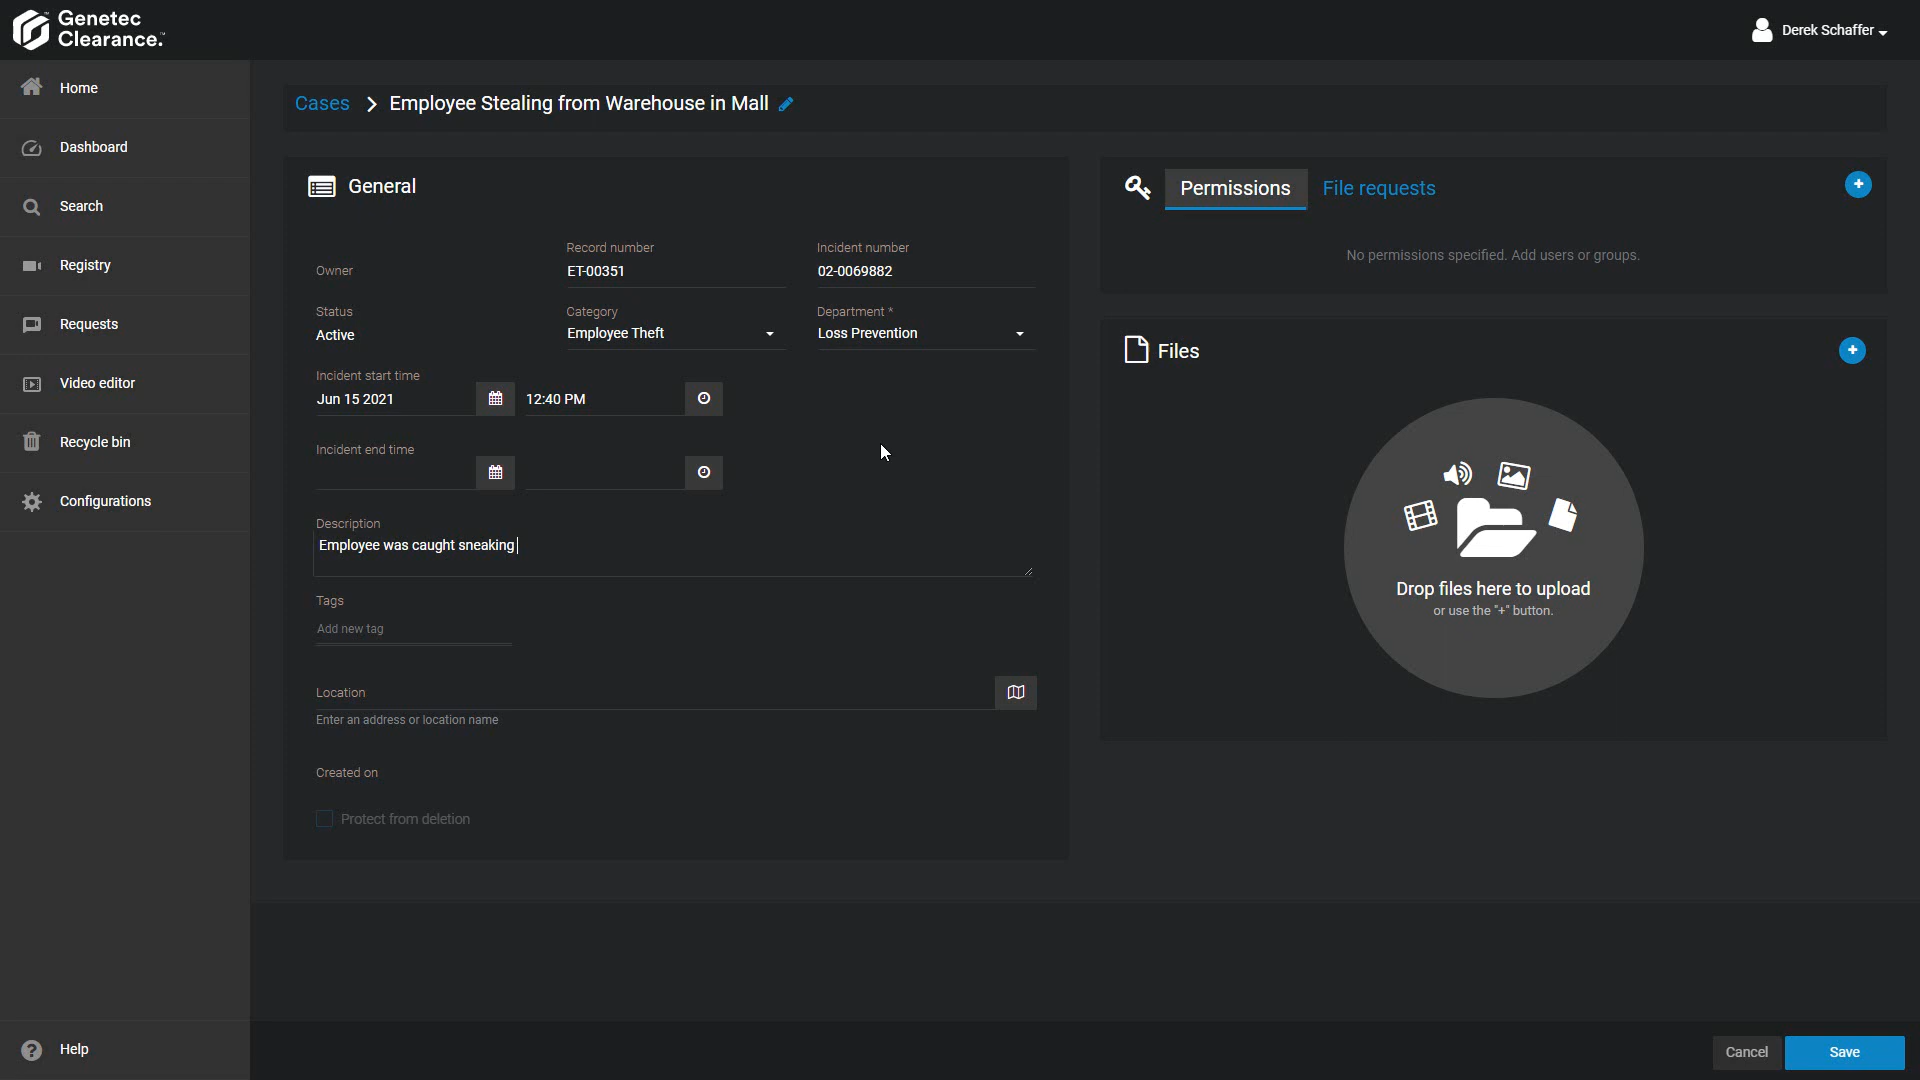 Genetec
Clearance.™
Derek Schaffer
Home
Dashboard
Search
Registry
Requests
Video editor
Recycle bin
Configurations
Help
Cases > Employee Stealing from Warehouse in Mall
General
Owner
Record number
ET-00351
Incident number
02-0069882
Status
Active
Category
Employee Theft
Department *
Loss Prevention
Incident start time
Jun 15 2021
12:40 PM
Incident end time
Description
Employee was caught sneaking
Tags
Add new tag
Location
Enter an address or location name
Created on
Protect from deletion
Permissions
File requests
No permissions specified. Add users or groups.
Files
Drop files here to upload
or use the "+" button.
Cancel
Save